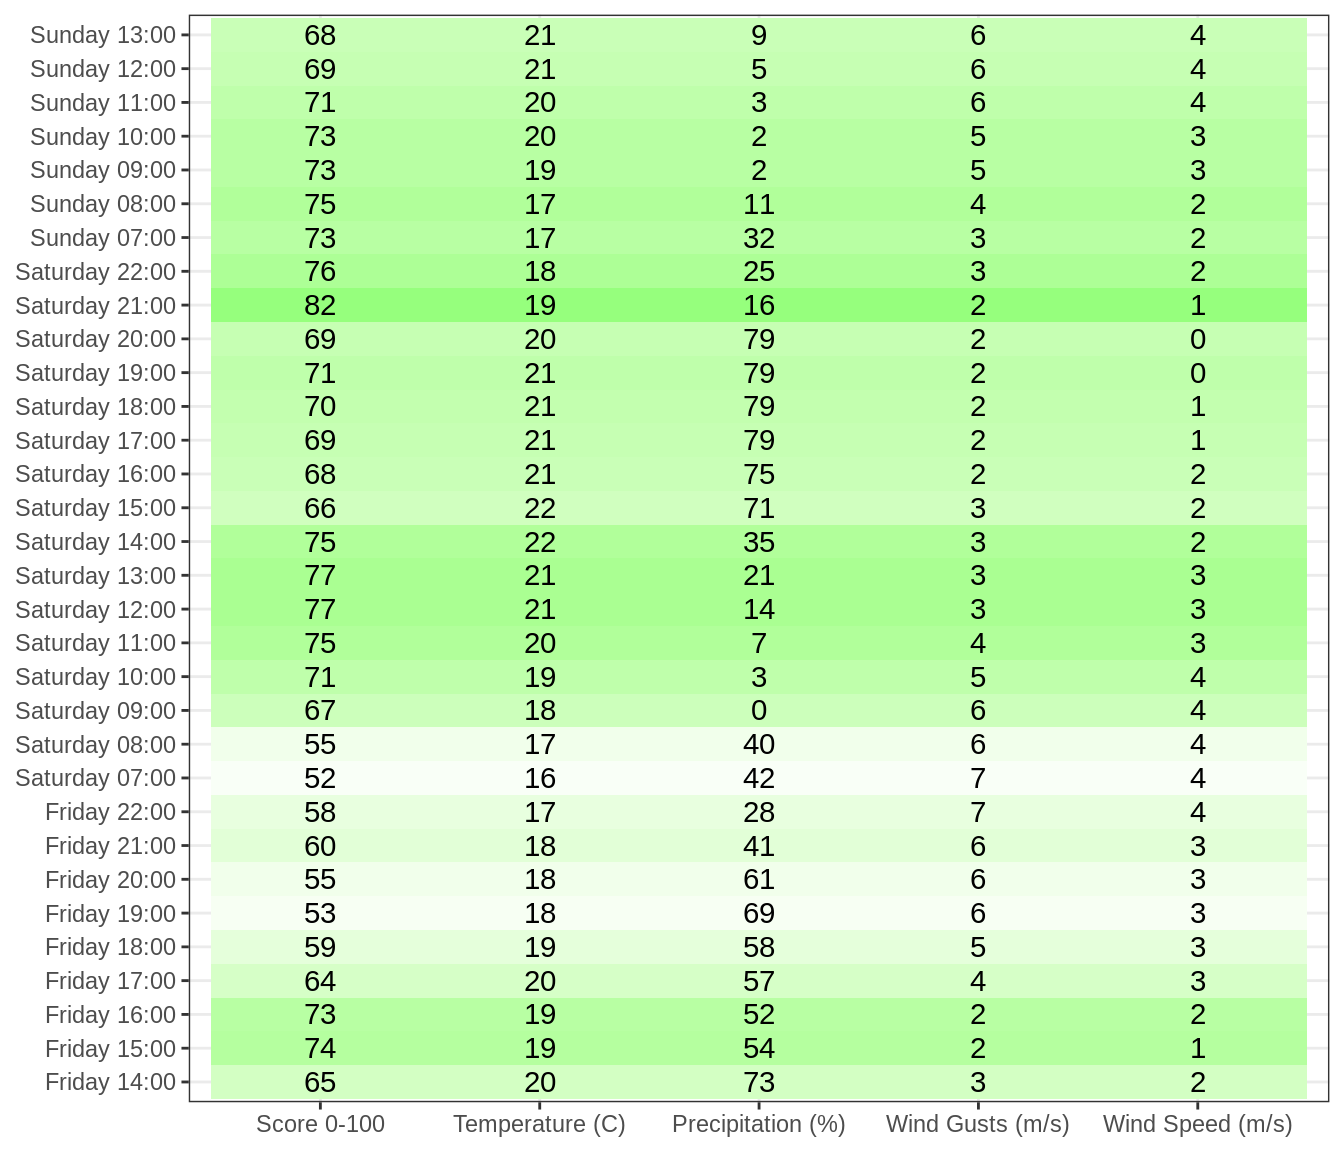 Sunday 13:00 68 21 9 6 4
Sunday 12:00 69 21 5 6 4
Sunday 11:00 71 20 3 6 4
Sunday 10:00 73 20 2 5 3
Sunday 09:00 73 19 2 5 3
Sunday 08:00 75 17 11 4 2
Sunday 07:00 73 17 32 3 2
Saturday 22:00 76 18 25 3 2
Saturday 21:00 82 19 16 2 1
Saturday 20:00 69 20 79 2 0
Saturday 19:00 71 21 79 2 0
Saturday 18:00 70 21 79 2 1
Saturday 17:00 69 21 79 2 1
Saturday 16:00 68 21 75 2 2
Saturday 15:00 66 22 71 3 2
Saturday 14:00 75 22 35 3 2
Saturday 13:00 77 21 21 3 3
Saturday 12:00 77 21 14 3 3
Saturday 11:00 75 20 7 4 3
Saturday 10:00 71 19 3 5 4
Saturday 09:00 67 18 0 6 4
Saturday 08:00 55 17 40 6 4
Saturday 07:00 52 16 42 7 4
Friday 22:00 58 17 28 7 4
Friday 21:00 60 18 41 6 3
Friday 20:00 55 18 61 6 3
Friday 19:00 53 18 69 6 3
Friday 18:00 59 19 58 5 3
Friday 17:00 64 20 57 4 3
Friday 16:00 73 19 52 2 2
Friday 15:00 74 19 54 2 1
Friday 14:00 65 20 73 3 2
Score 0-100 Temperature (C) Precipitation (%) Wind Gusts (m/s) Wind Speed (m/s)